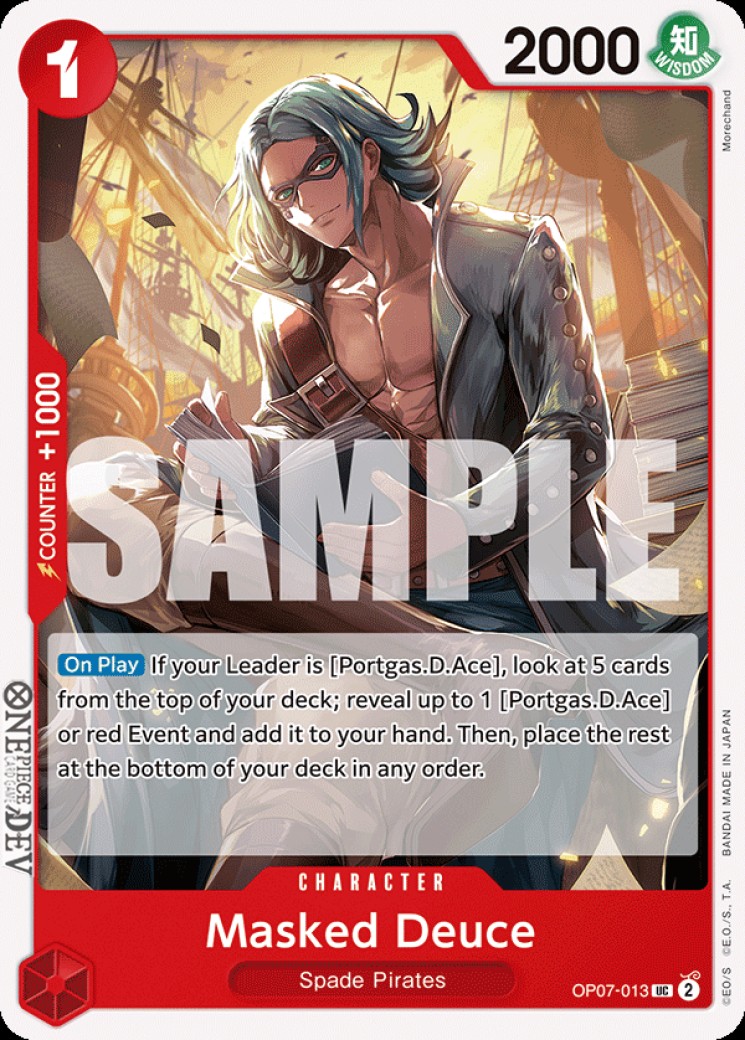 1
2000
知
WISDOM
Morechand
COUNTER +1000
SAMPLE
On Play If your Leader is [Portgas.D.Ace], look at 5 cards
from the top of your deck; reveal up to 1 [Portgas.D.Ace]
or red Event and add it to your hand. Then, place the rest
at the bottom of your deck in any order.
ONE PIECE
CARD GAME
.DEV
CHARACTER
Masked Deuce
Spade Pirates
OP07-013 UC 2
©EO/S ©E.O./S., T.A. BANDAI MADE IN JAPAN